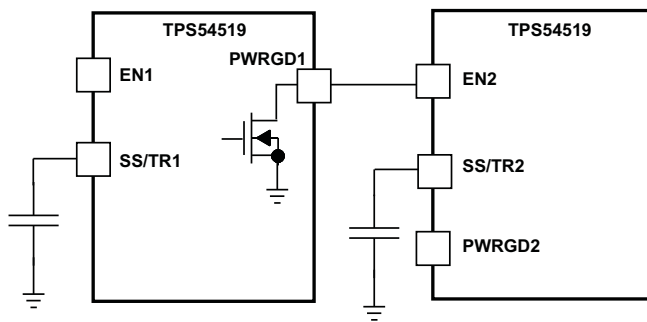 TPS54519
PWRGD1
EN1
SS/TR1
TPS54519
EN2
SS/TR2
PWRGD2